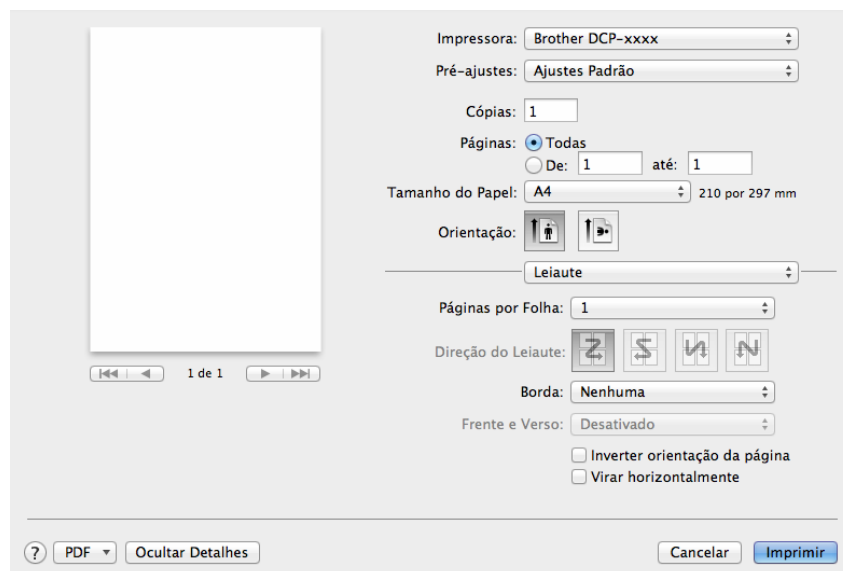 Impressora: Brother DCP-xxxx
Pré-ajustes: Ajustes Padrão
Cópias: 1
Páginas: Todas
De: 1 até: 1
Tamanho do Papel: A4 210 por 297 mm
Orientação:
Leiaute
Páginas por Folha: 1
Direção do Leiaute:
1 de 1
Borda: Nenhuma
Frente e Verso: Desativado
Inverter orientação da página
Virar horizontalmente
? PDF Ocultar Detalhes Cancelar Imprimir